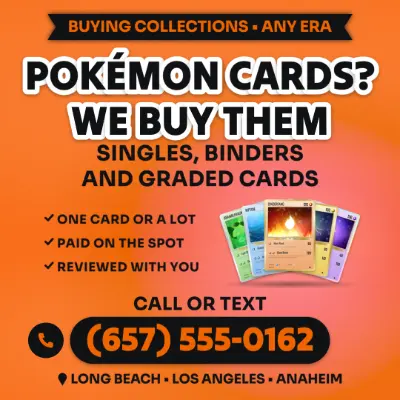 BUYING COLLECTIONS • ANY ERA
POKÉMON CARDS?
WE BUY THEM
SINGLES, BINDERS
AND GRADED CARDS
ONE CARD OR A LOT
PAID ON THE SPOT
REVIEWED WITH YOU
CALL OR TEXT
(657) 555-0162
LONG BEACH • LOS ANGELES • ANAHEIM